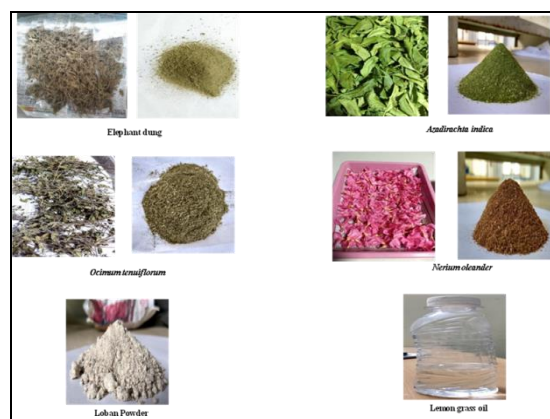 Elephant dung
Azadirachta indica
Ocimum tenuiflorum
Nerium oleander
Loban Powder
Lemon grass oil